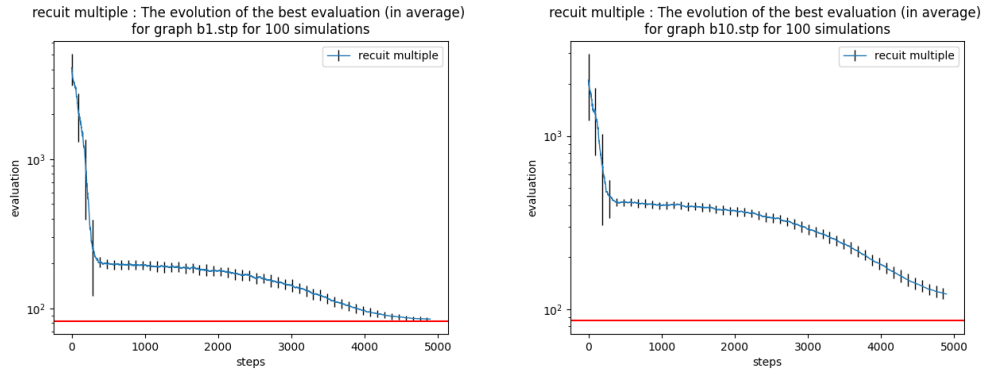 recuit multiple : The evolution of the best evaluation (in average)
for graph b1.stp for 100 simulations
recuit multiple
10³
10²
evaluation
0 1000 2000 3000 4000 5000
steps
recuit multiple : The evolution of the best evaluation (in average)
for graph b10.stp for 100 simulations
recuit multiple
10³
10²
evaluation
0 1000 2000 3000 4000 5000
steps